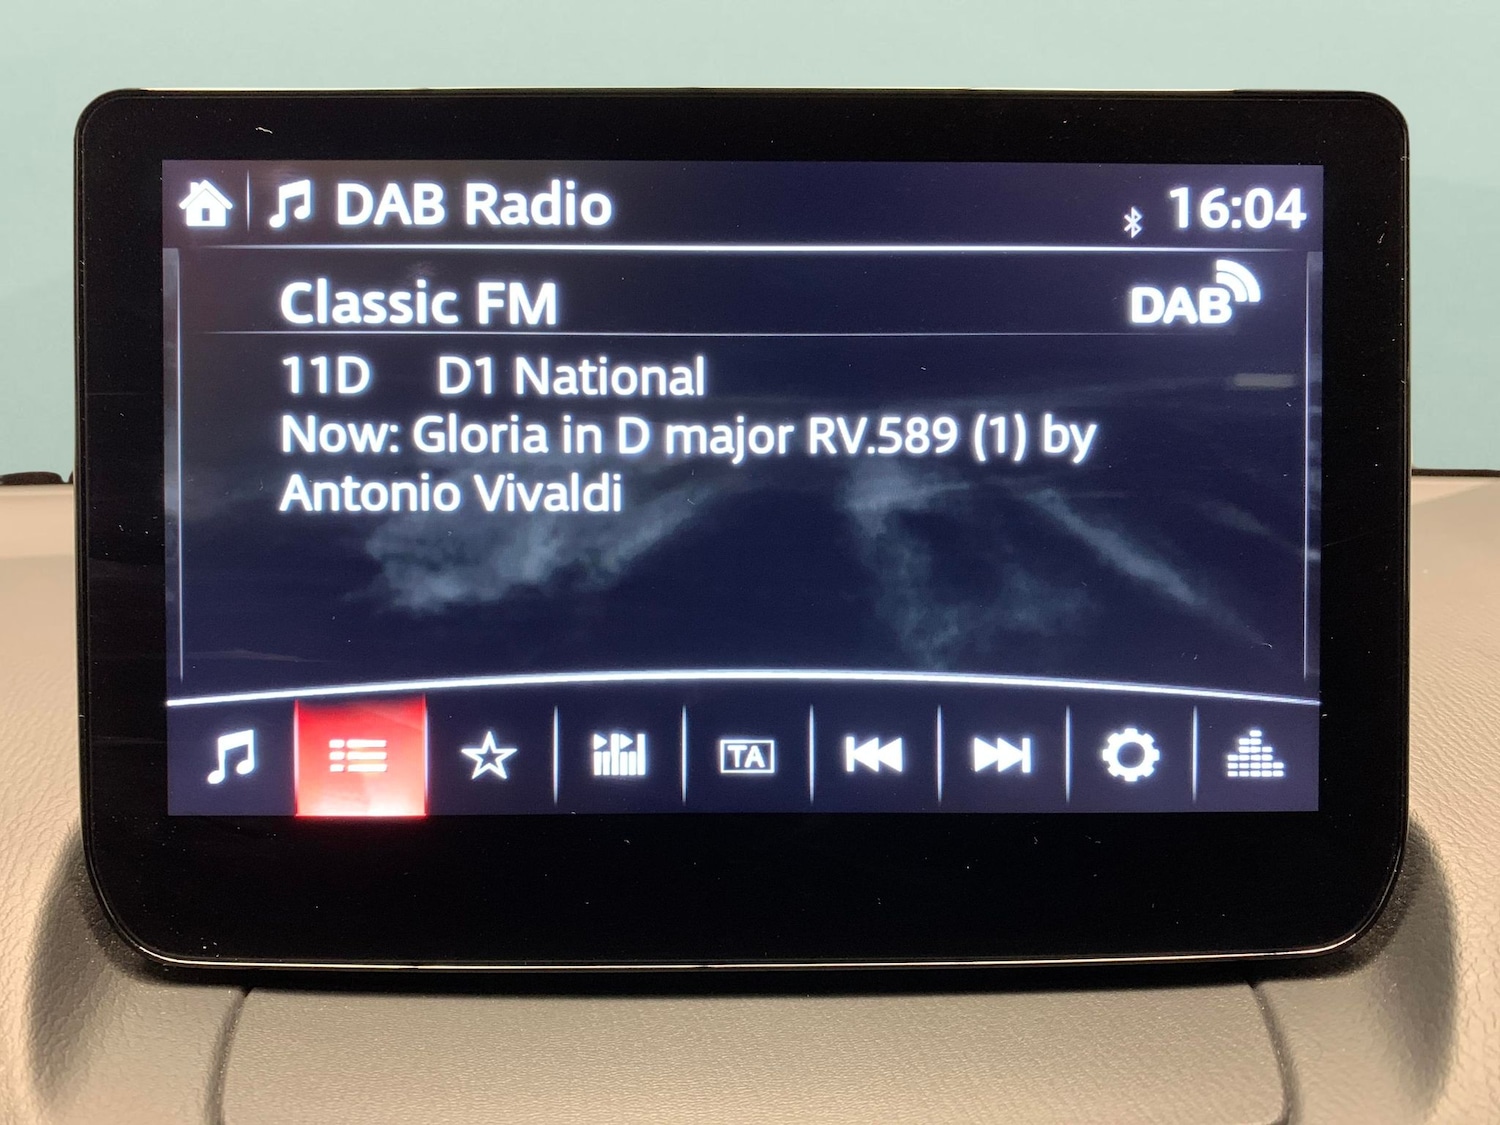 DAB Radio
16:04
Classic FM
DAB
11D D1 National
Now: Gloria in D major RV.589 (1) by
Antonio Vivaldi
TA